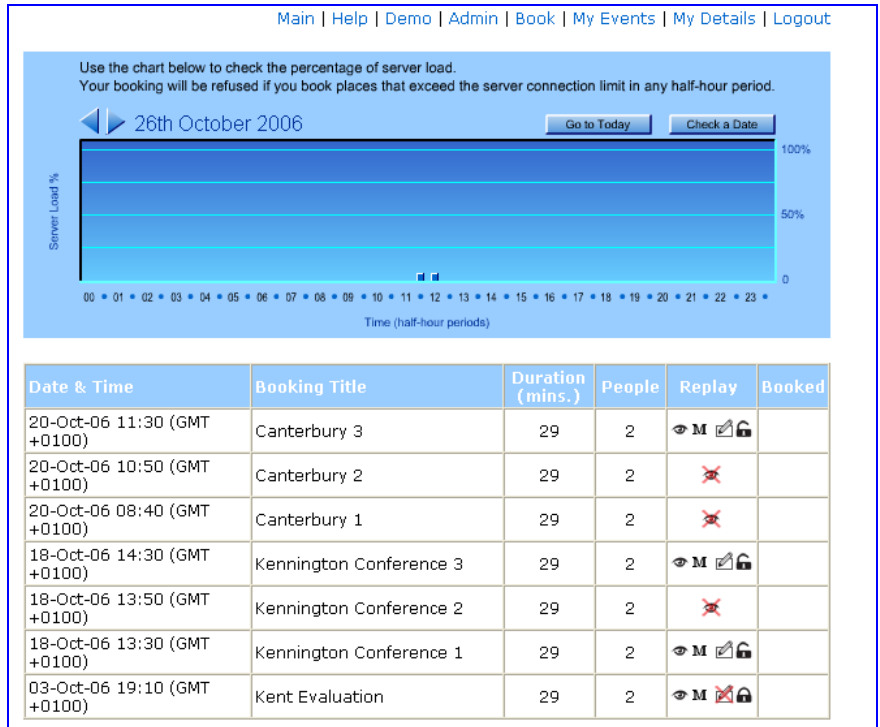 Main | Help | Demo | Admin | Book | My Events | My Details | Logout
Use the chart below to check the percentage of server load.
Your booking will be refused if you book places that exceed the server connection limit in any half-hour period.
26th October 2006 Go to Today Check a Date
100%
50%
0
Server Load %
00 • 01 • 02 • 03 • 04 • 05 • 06 • 07 • 08 • 09 • 10 • 11 • 12 • 13 • 14 • 15 • 16 • 17 • 18 • 19 • 20 • 21 • 22 • 23 •
Time (half-hour periods)
Date & Time Booking Title Duration (mins.) People Replay Booked
20-Oct-06 11:30 (GMT
+0100) Canterbury 3 29 2 M
20-Oct-06 10:50 (GMT
+0100) Canterbury 2 29 2
20-Oct-06 08:40 (GMT
+0100) Canterbury 1 29 2
18-Oct-06 14:30 (GMT
+0100) Kennington Conference 3 29 2 M
18-Oct-06 13:50 (GMT
+0100) Kennington Conference 2 29 2
18-Oct-06 13:30 (GMT
+0100) Kennington Conference 1 29 2 M
03-Oct-06 19:10 (GMT
+0100) Kent Evaluation 29 2 M